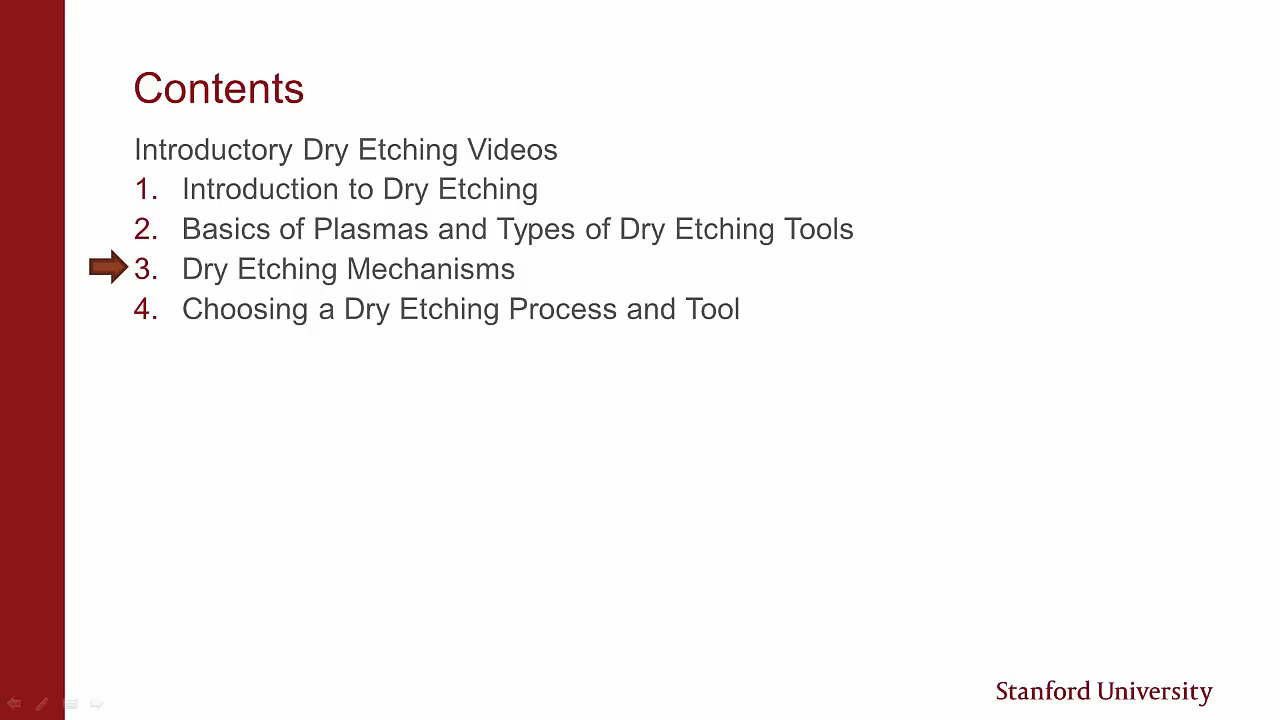 Contents
Introductory Dry Etching Videos
1. Introduction to Dry Etching
2. Basics of Plasmas and Types of Dry Etching Tools
3. Dry Etching Mechanisms
4. Choosing a Dry Etching Process and Tool
Stanford University